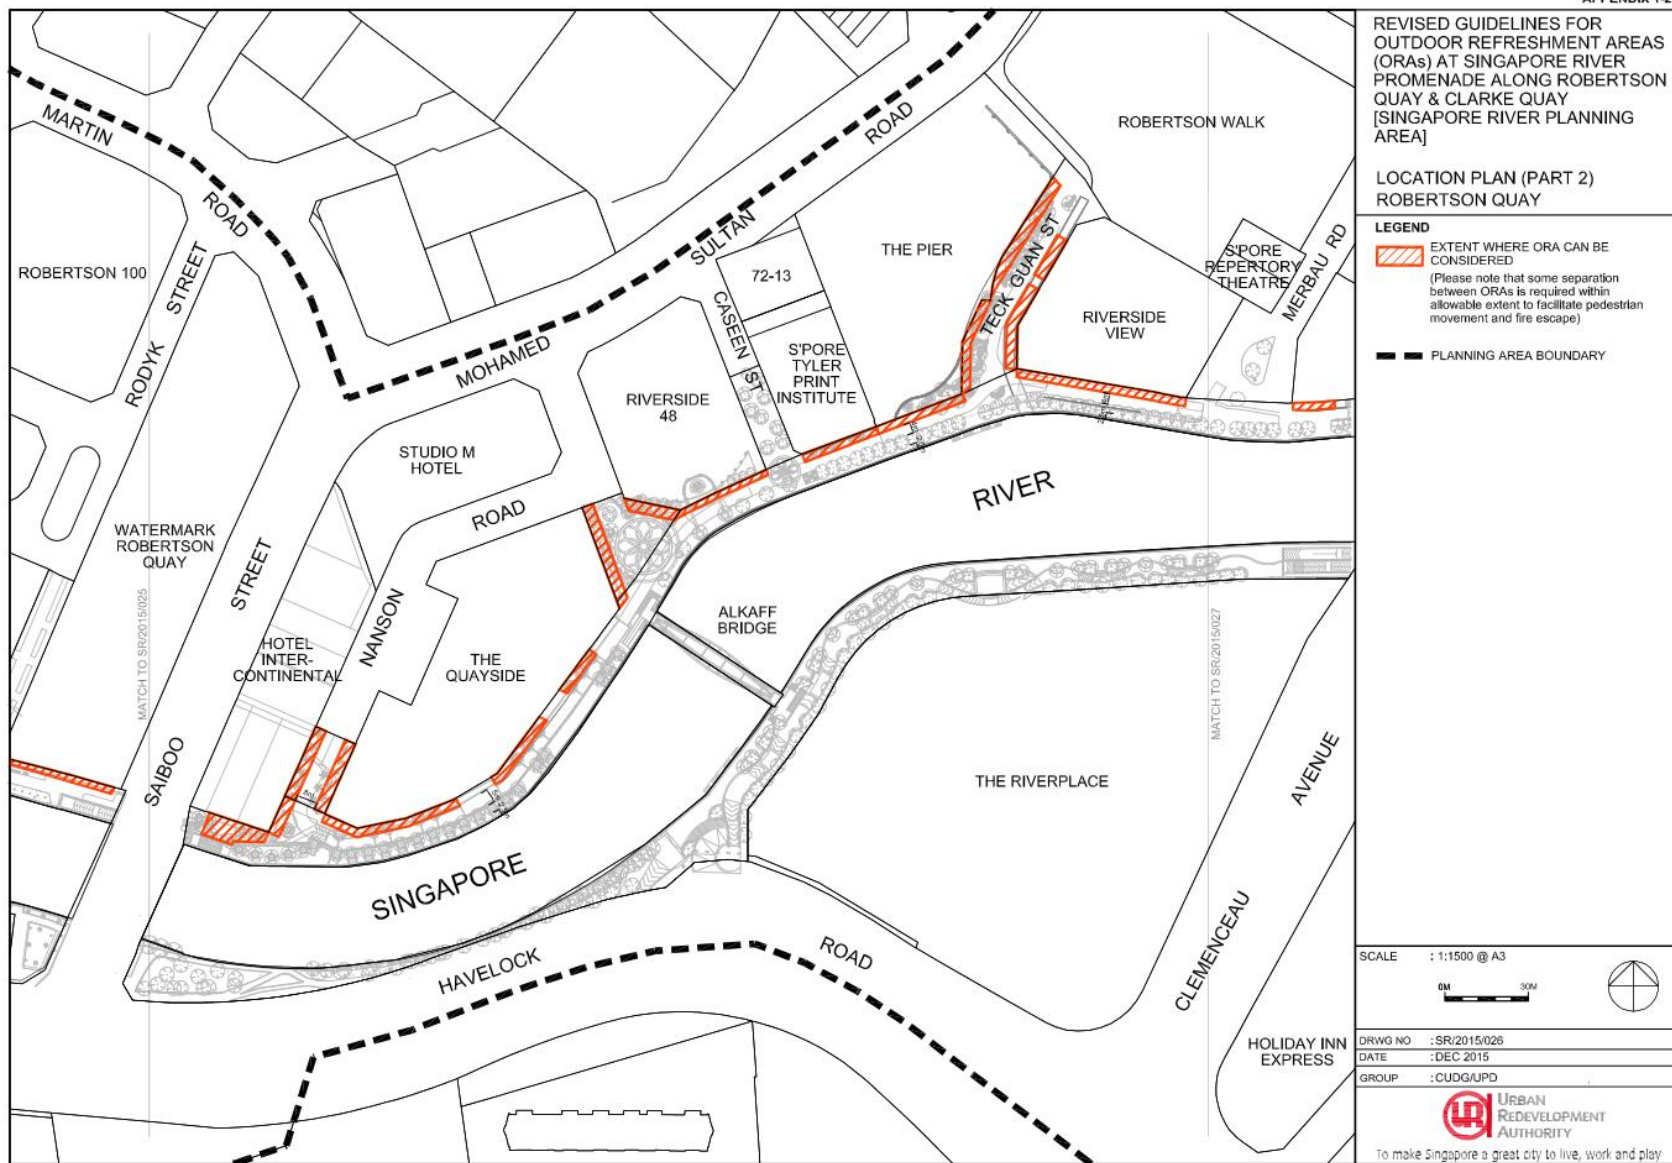 REVISED GUIDELINES FOR
OUTDOOR REFRESHMENT AREAS
(ORAs) AT SINGAPORE RIVER
PROMENADE ALONG ROBERTSON
QUAY & CLARKE QUAY
[SINGAPORE RIVER PLANNING
AREA]
LOCATION PLAN (PART 2)
ROBERTSON QUAY
LEGEND
EXTENT WHERE ORA CAN BE
CONSIDERED
(Please note that some separation
between ORAs is required within
allowable extent to facilitate pedestrian
movement and fire escape)
PLANNING AREA BOUNDARY
MARTIN
ROAD
ROBERTSON 100
RODYK
STREET
MOHAMED
SULTAN
ROAD
72-13
CASEEN ST
THE PIER
TECK GUAN ST
ROBERTSON WALK
S'PORE
REPERTORY
THEATRE
MERBAU RD
RIVERSIDE
VIEW
S'PORE
TYLER
PRINT
INSTITUTE
RIVERSIDE
48
STUDIO M
HOTEL
NANSON
ROAD
WATERMARK
ROBERTSON
QUAY
MATCH TO SR/2015/025
SAIBOO
STREET
HOTEL
INTER-
CONTINENTAL
THE
QUAYSIDE
ALKAFF
BRIDGE
SINGAPORE
RIVER
MATCH TO SR/2015/027
THE RIVERPLACE
HAVELOCK
ROAD
CLEMENCEAU
AVENUE
HOLIDAY INN
EXPRESS
SCALE : 1:1500 @ A3
0M 30M
DRWG NO : SR/2015/026
DATE : DEC 2015
GROUP : CUDG/UPD
URBAN
REDEVELOPMENT
AUTHORITY
To make Singapore a great city to live, work and play